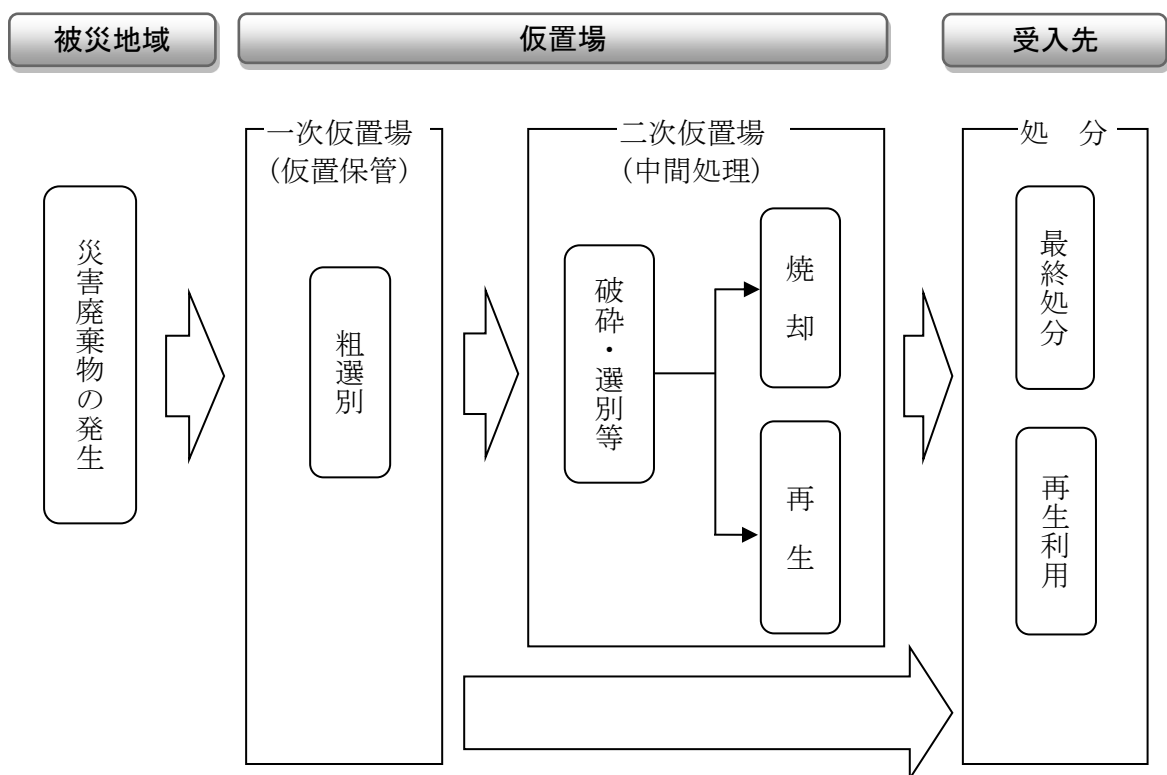 被災地域
仮置場
受入先
一次仮置場
(仮置保管)
二次仮置場
(中間処理)
処　分
災害廃棄物の発生
粗選別
破砕・選別等
焼却
再生
最終処分
再生利用